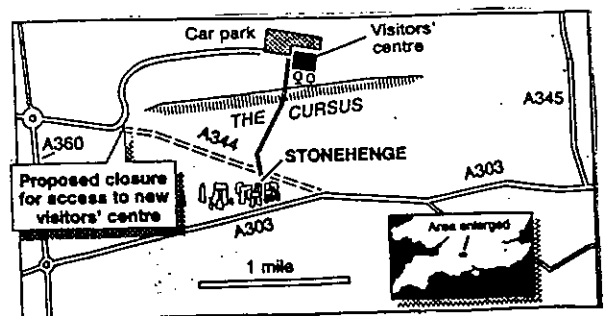 Car park
Visitors'
centre
THE CURSUS
A345
A344
A360
STONEHENGE
Proposed closure
for access to new
visitors' centre
A303
A303
Area enlarged
1 mile